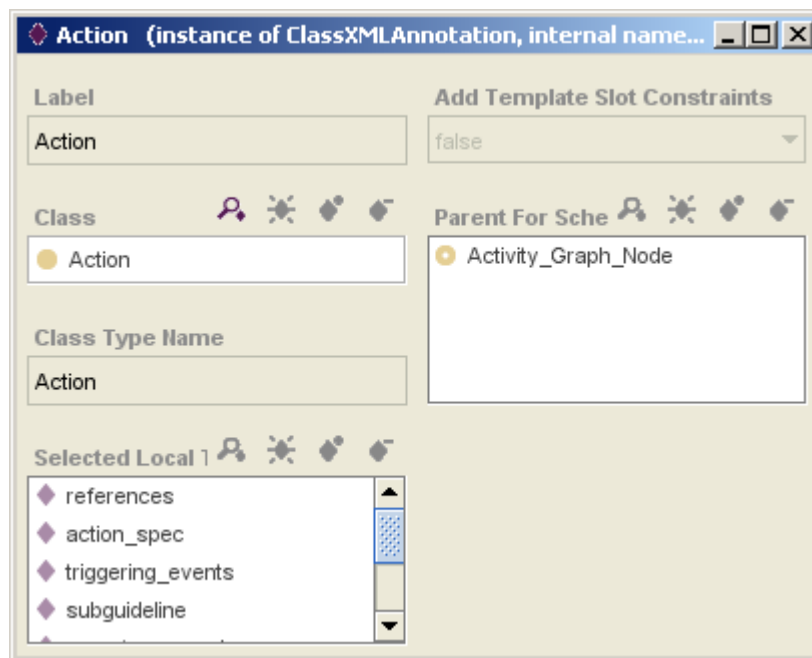 Action (instance of ClassXMLAnnotation, internal name...
Label
Action
Add Template Slot Constraints
false
Class
Action
Parent For Sche
Activity_Graph_Node
Class Type Name
Action
Selected Local T
references
action_spec
triggering_events
subguideline